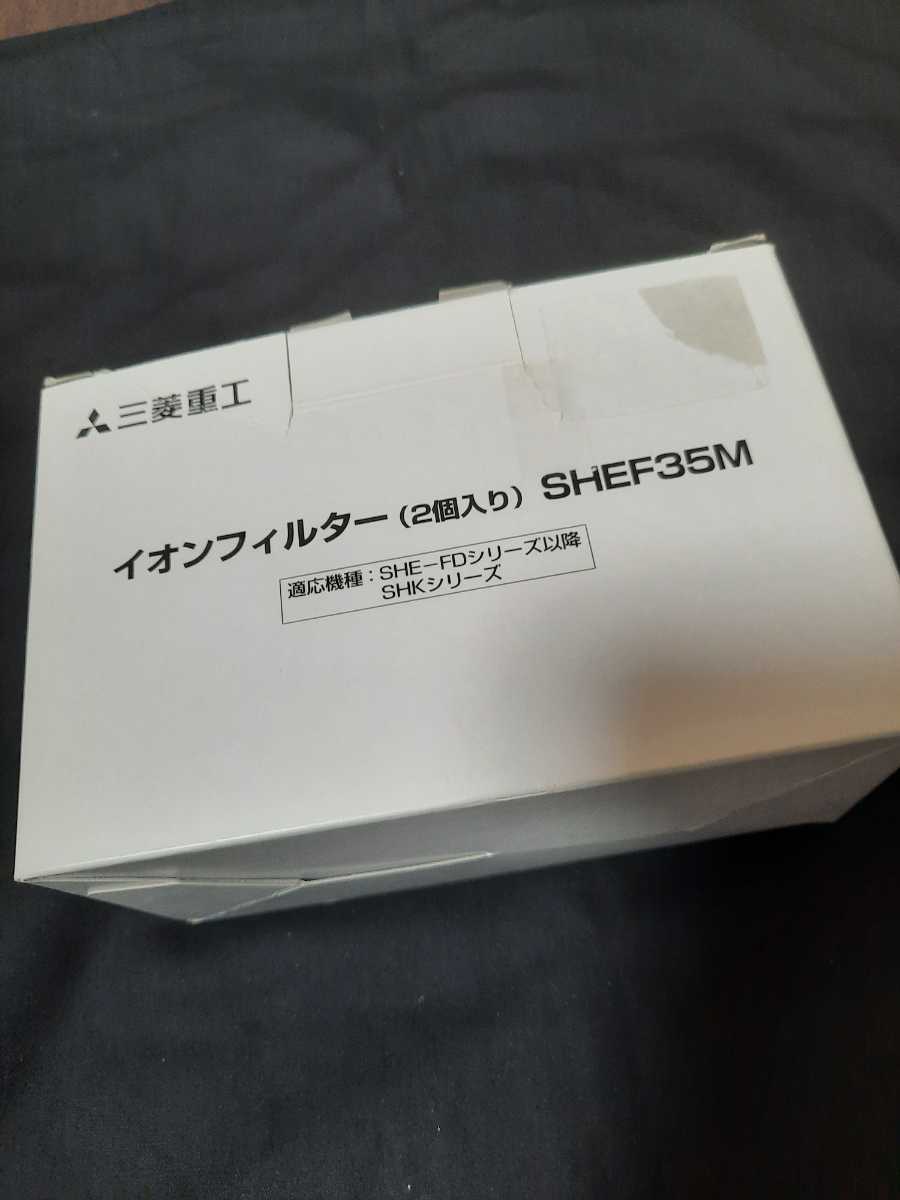 三菱重工
イオンフィルター(2個入り) SHEF35M
適応機種:SHE-FDシリーズ以降
SHKシリーズ